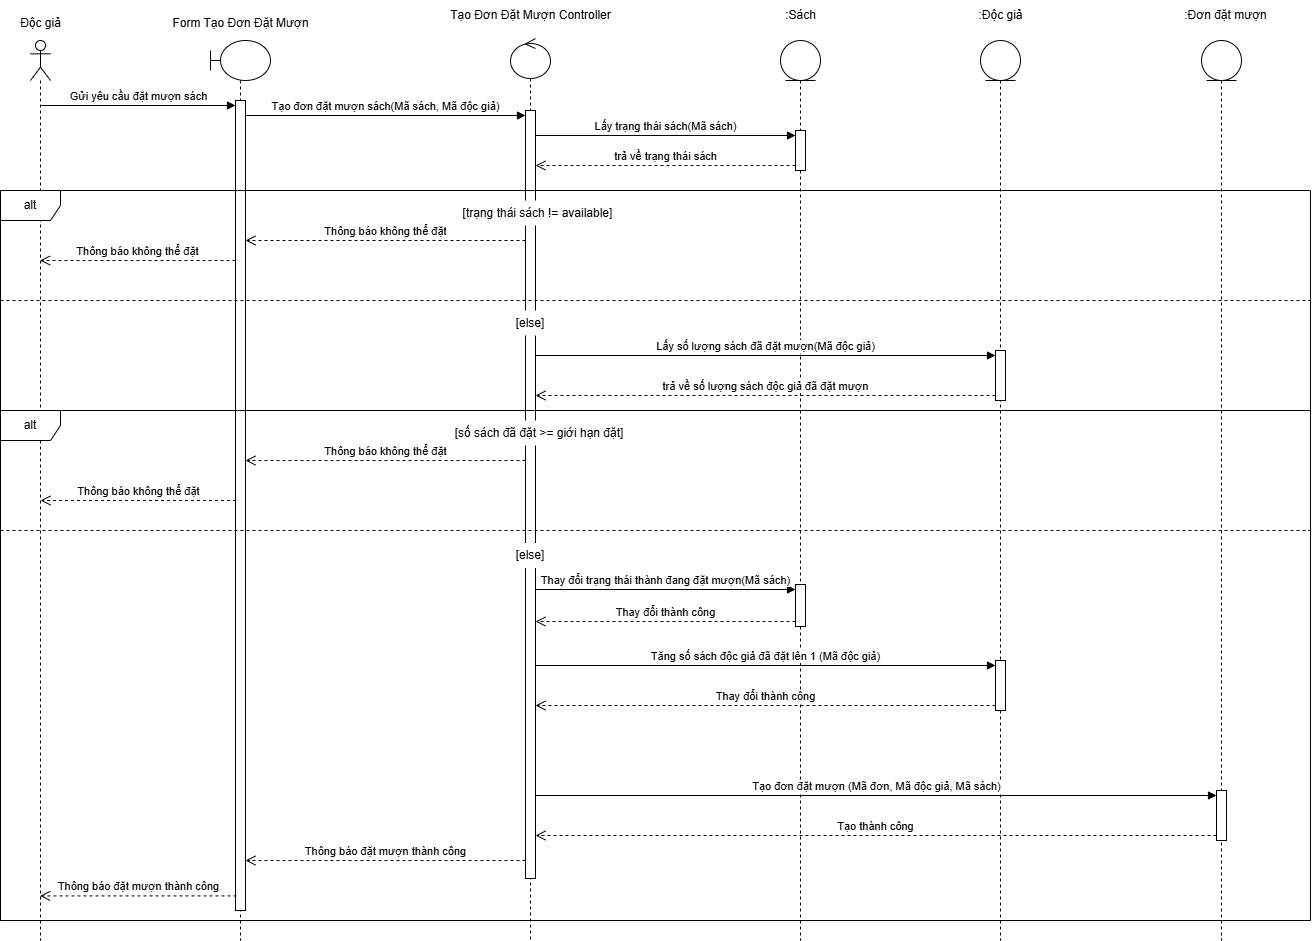 Độc giả
Form Tạo Đơn Đặt Mượn
Tạo Đơn Đặt Mượn Controller
:Sách
:Độc giả
:Đơn đặt mượn
Gửi yêu cầu đặt mượn sách
Tạo đơn đặt mượn sách(Mã sách, Mã độc giả)
Lấy trạng thái sách(Mã sách)
trả về trạng thái sách
alt
[trạng thái sách != available]
Thông báo không thể đặt
Thông báo không thể đặt
[else]
Lấy số lượng sách đã đặt mượn(Mã độc giả)
trả về số lượng sách độc giả đã đặt mượn
alt
[số sách đã đặt >= giới hạn đặt]
Thông báo không thể đặt
Thông báo không thể đặt
[else]
Thay đổi trạng thái thành đang đặt mượn(Mã sách)
Thay đổi thành công
Tăng số sách độc giả đã đặt lên 1 (Mã độc giả)
Thay đổi thành công
Tạo đơn đặt mượn (Mã đơn, Mã độc giả, Mã sách)
Tạo thành công
Thông báo đặt mượn thành công
Thông báo đặt mượn thành công